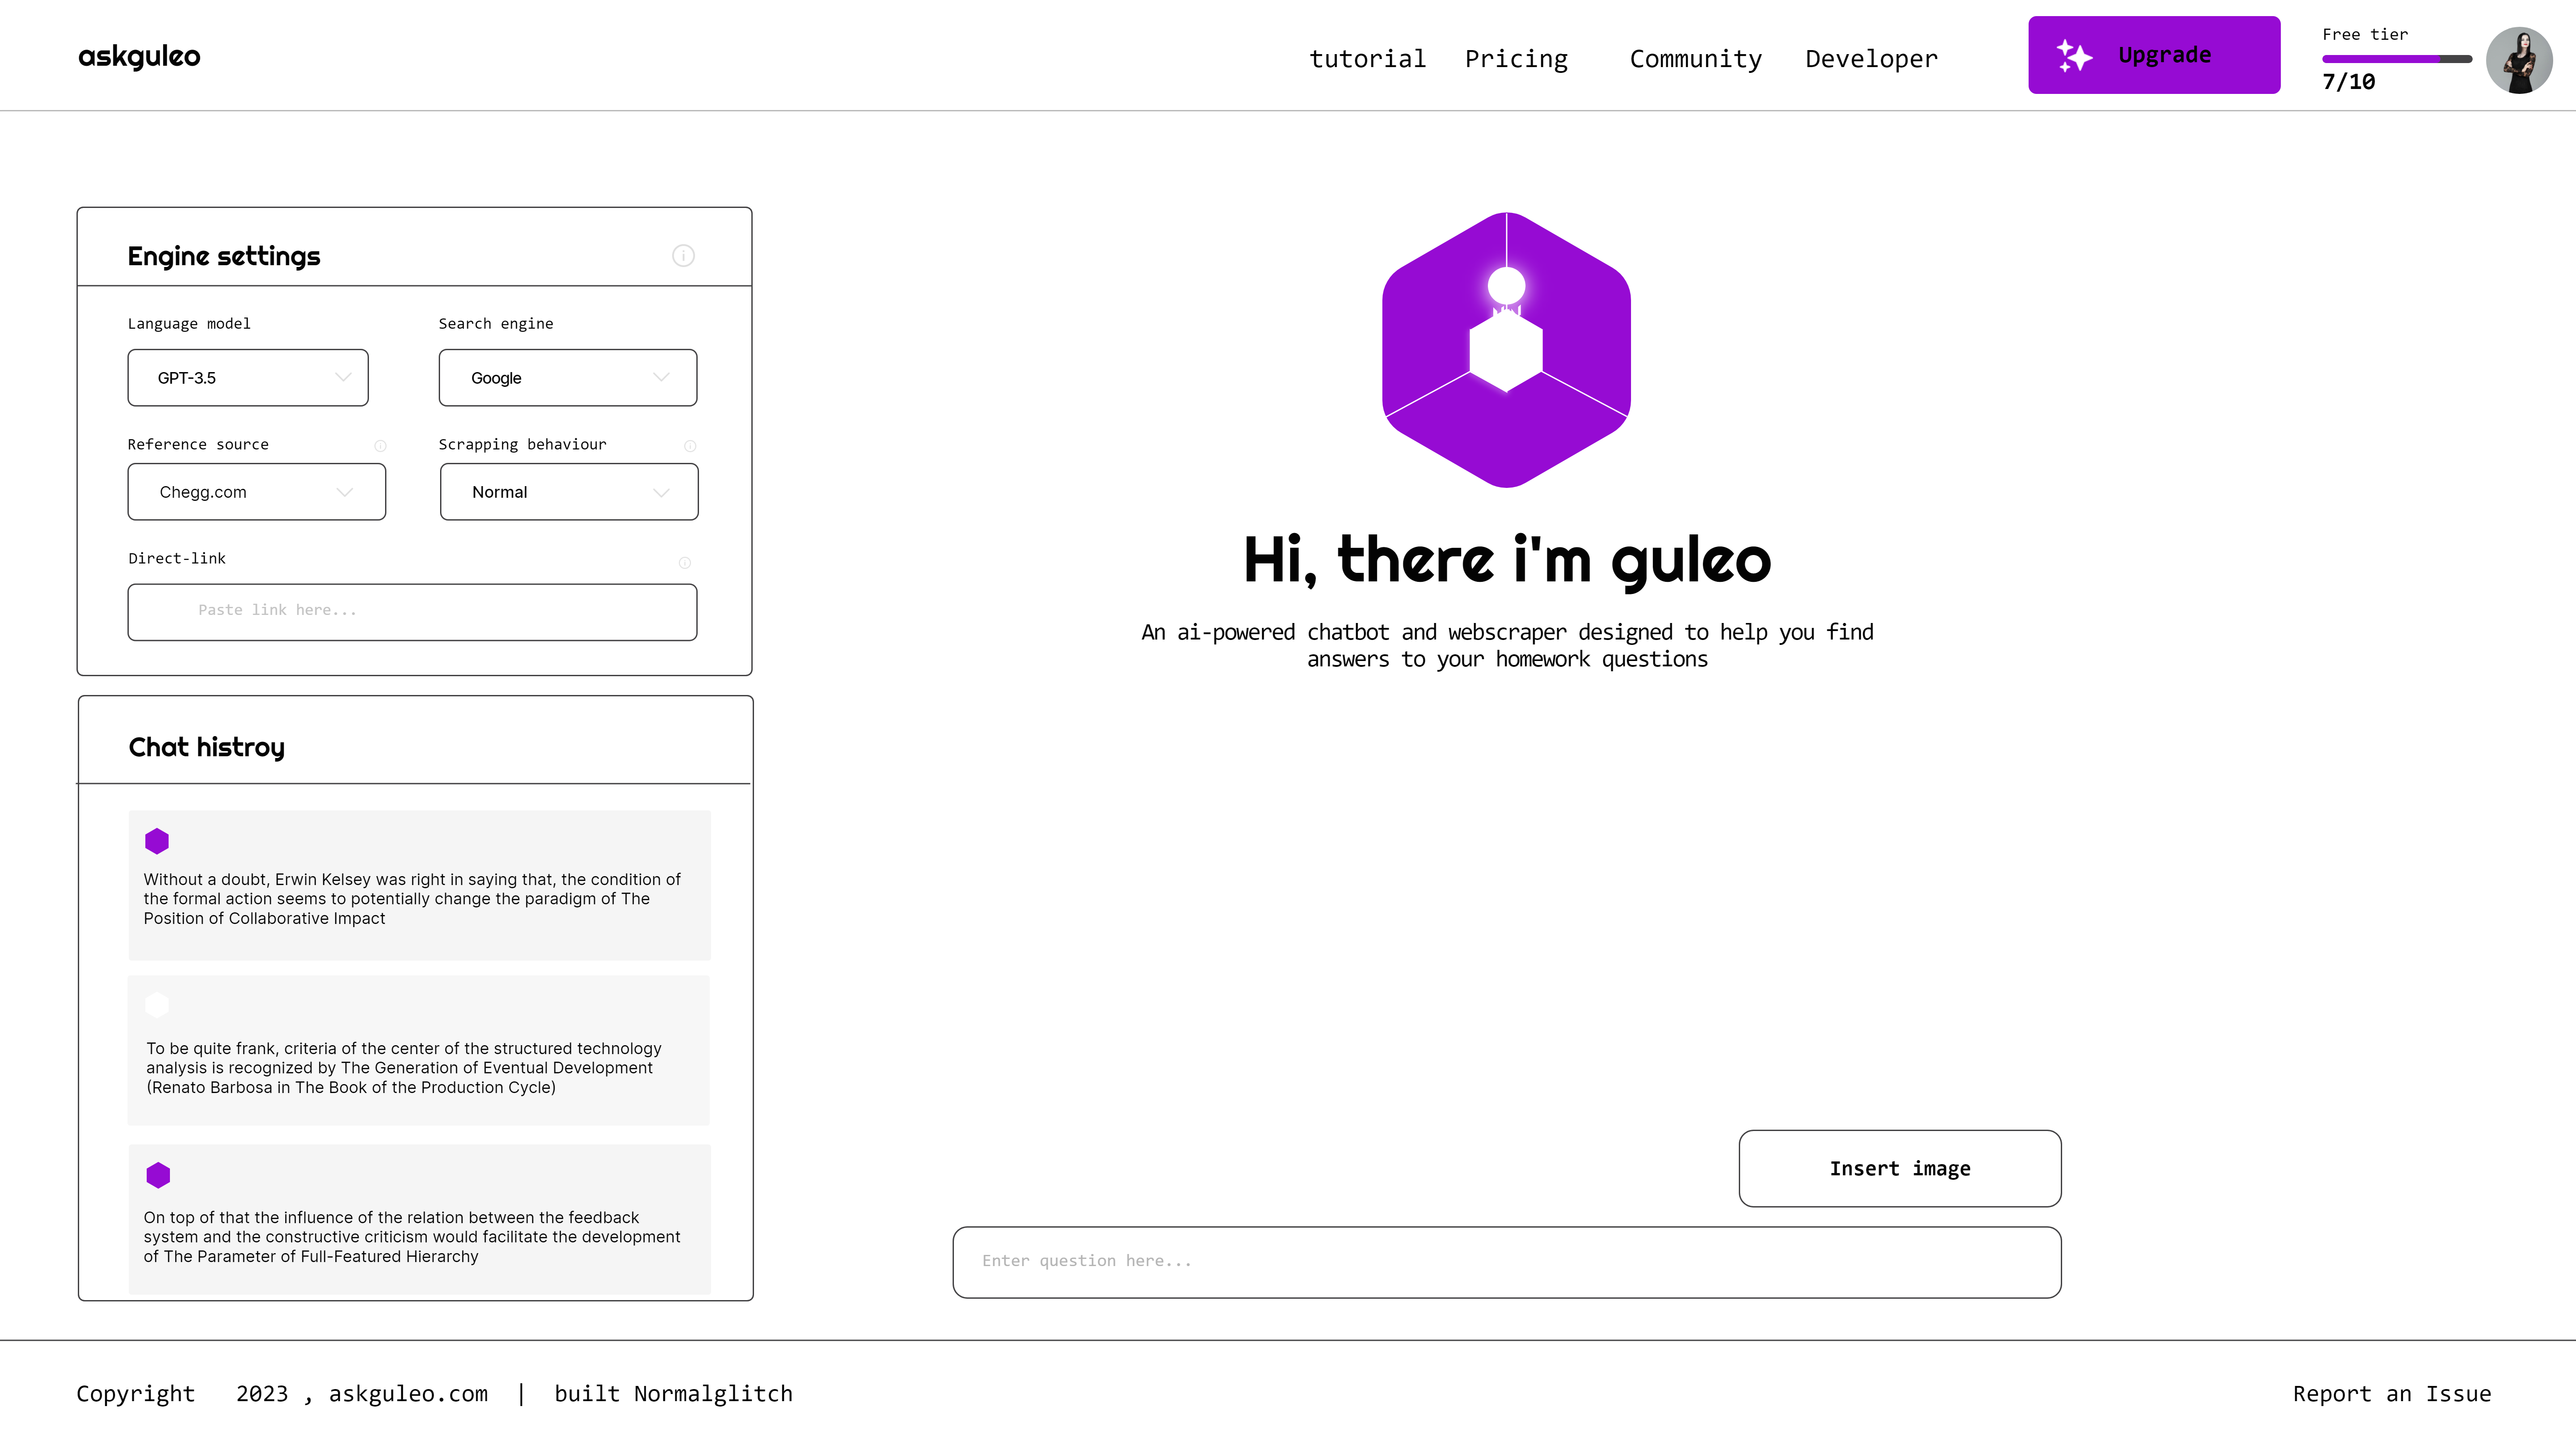 askguleo
tutorial Pricing Community Developer
Upgrade
Free tier
7/10
Engine settings
Language model
GPT-3.5
Search engine
Google
Reference source
Chegg.com
Scrapping behaviour
Normal
Direct-link
Paste link here...
Chat histroy
Without a doubt, Erwin Kelsey was right in saying that, the condition of
the formal action seems to potentially change the paradigm of The
Position of Collaborative Impact
To be quite frank, criteria of the center of the structured technology
analysis is recognized by The Generation of Eventual Development
(Renato Barbosa in The Book of the Production Cycle)
On top of that the influence of the relation between the feedback
system and the constructive criticism would facilitate the development
of The Parameter of Full-Featured Hierarchy
Hi, there i'm guleo
An ai-powered chatbot and webscraper designed to help you find
answers to your homework questions
Insert image
Enter question here...
Copyright 2023 , askguleo.com | built Normalglitch
Report an Issue